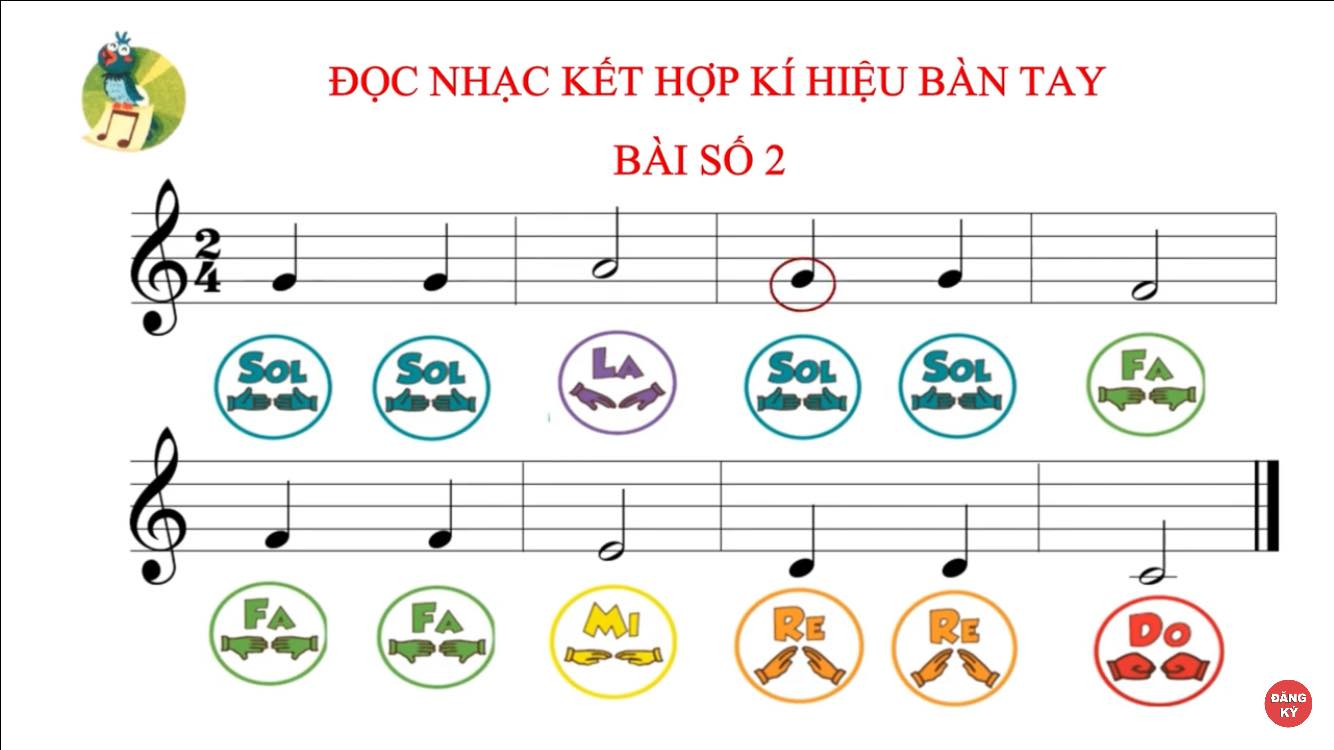 ĐỌC NHẠC KẾT HỢP KÍ HIỆU BÀN TAY
BÀI SỐ 2
2
4
SOL SOL LA SOL SOL FA
FA FA MI RE RE DO
ĐĂNG
KÝ